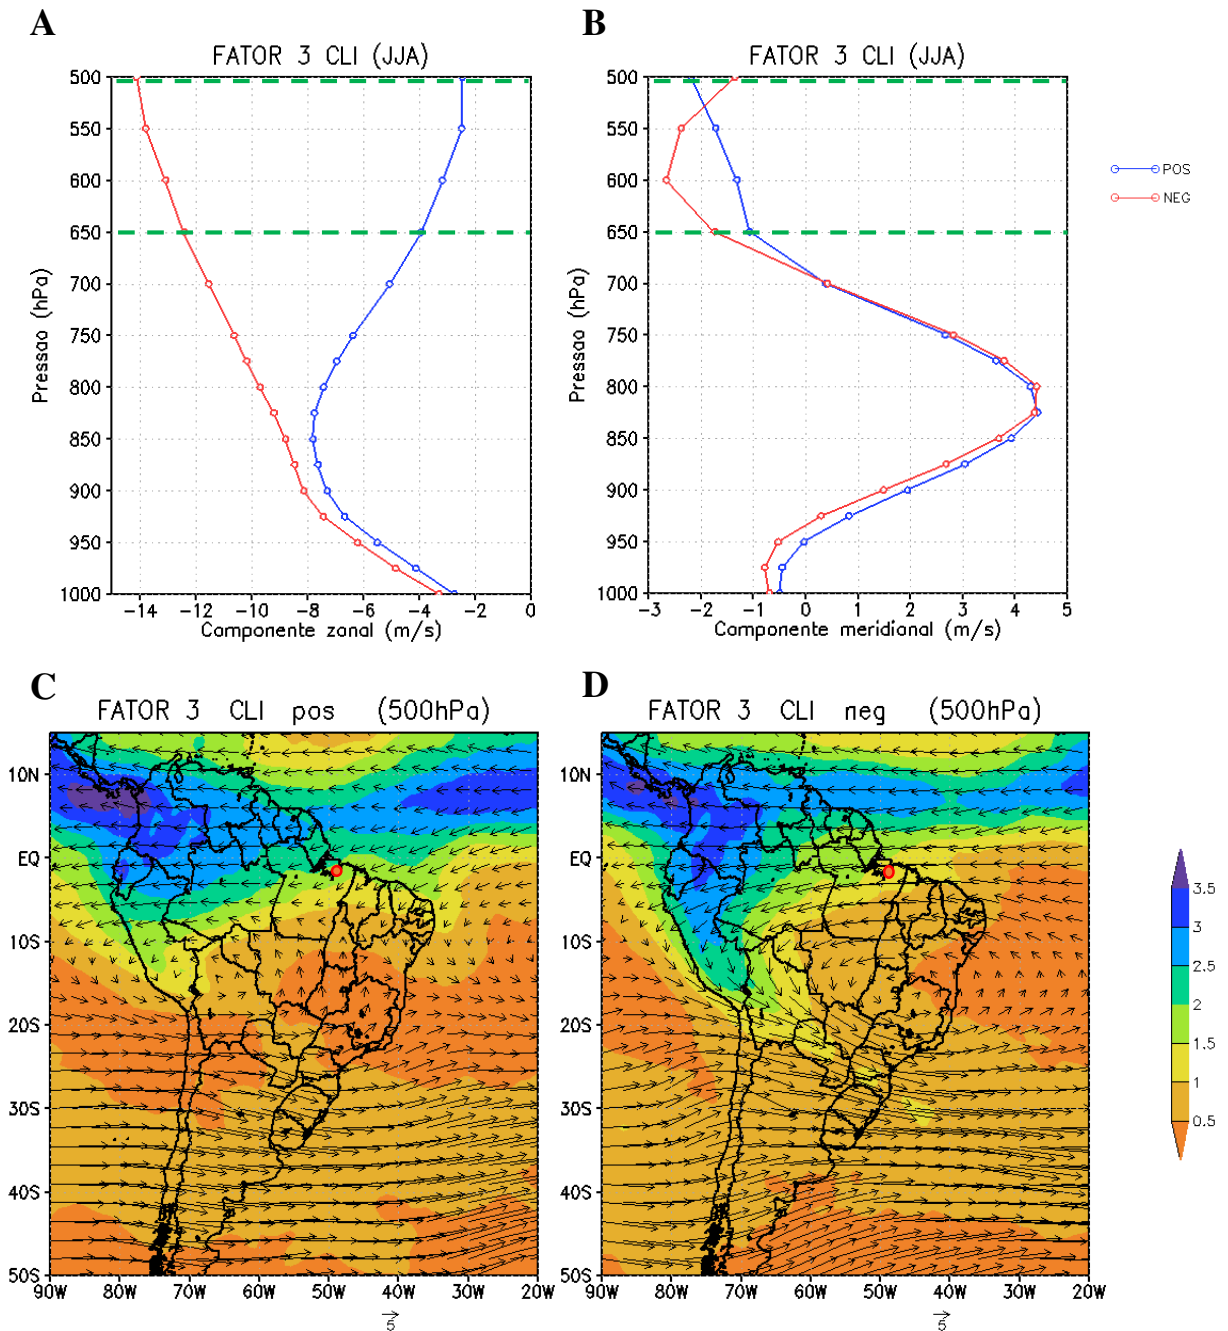 A
B
FATOR 3 CLI (JJA)
FATOR 3 CLI (JJA)
500
550
600
650
700
750
800
850
900
950
1000
Pressao (hPa)
-14 -12 -10 -8 -6 -4 -2 0
Componente zonal (m/s)
500
550
600
650
700
750
800
850
900
950
1000
Pressao (hPa)
-3 -2 -1 0 1 2 3 4 5
Componente meridional (m/s)
POS
NEG
C
D
FATOR 3 CLI pos (500hPa)
FATOR 3 CLI neg (500hPa)
10N
EQ
10S
20S
30S
40S
50S
90W 80W 70W 60W 50W 40W 30W 20W
5
10N
EQ
10S
20S
30S
40S
50S
90W 80W 70W 60W 50W 40W 30W 20W
5
3.5
3
2.5
2
1.5
1
0.5